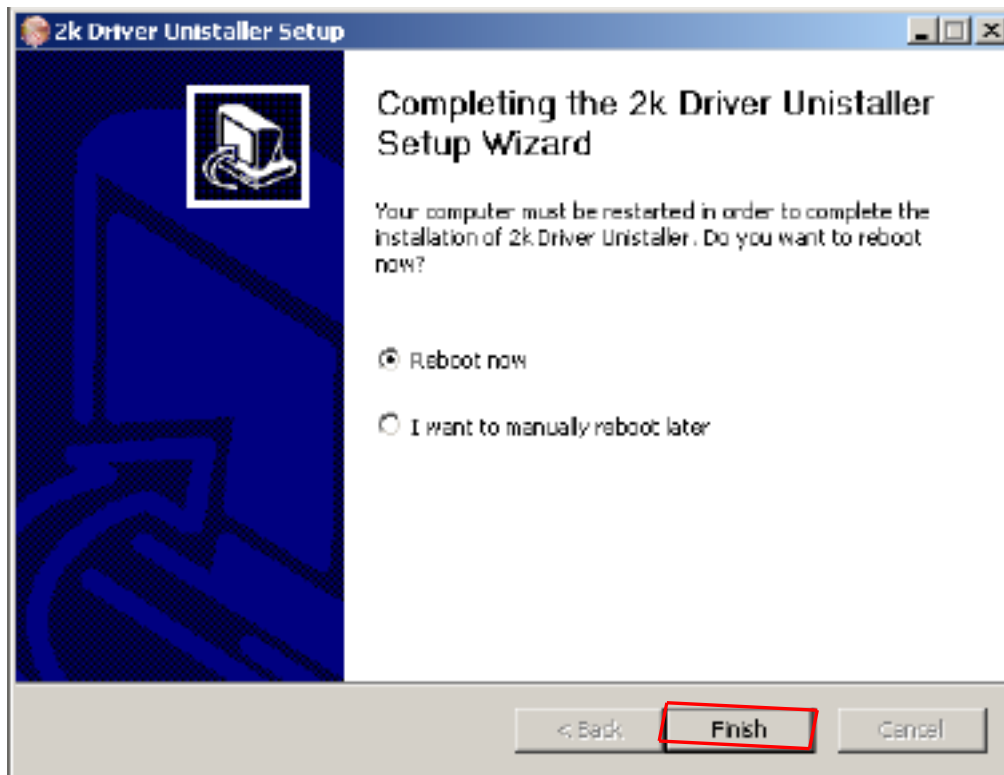 2k Driver Unistaller Setup
Completing the 2k Driver Unistaller
Setup Wizard
Your computer must be restarted in order to complete the
installation of 2k Driver Unistaller. Do you want to reboot
now?
Reboot now
I want to manually reboot later
< Back Finish Cancel